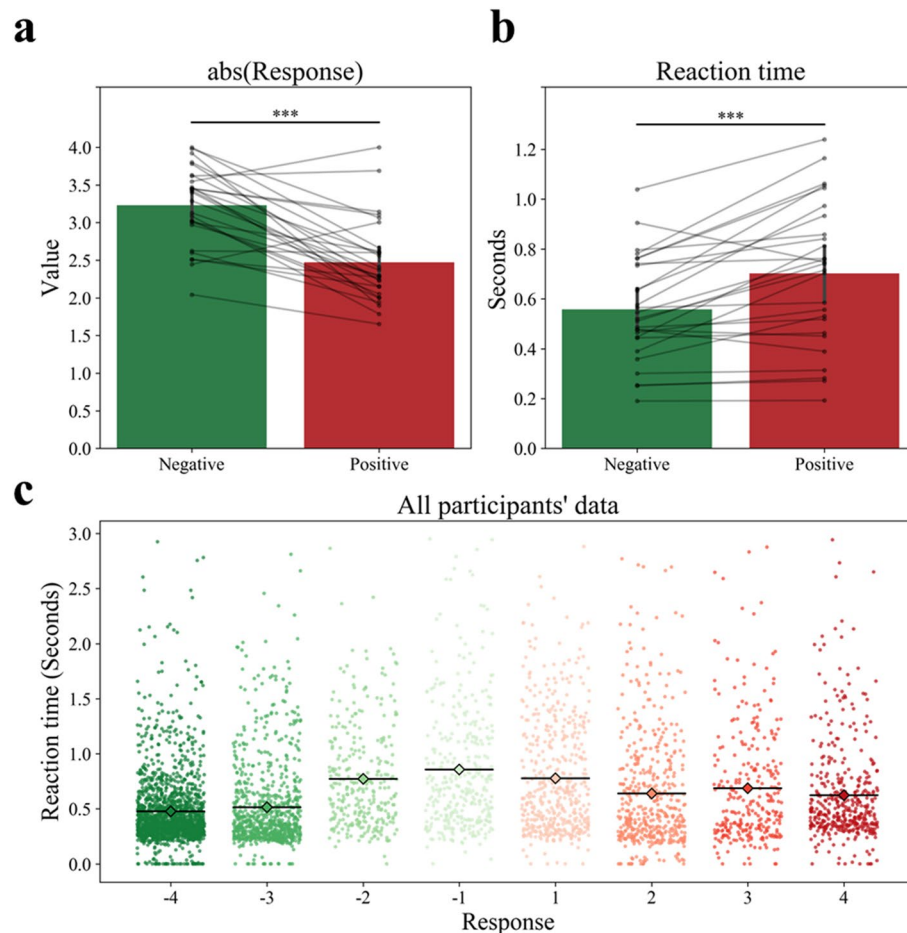 a
abs(Response)
***
Value
4.0
3.5
3.0
2.5
2.0
1.5
1.0
0.5
0.0
Negative
Positive
b
Reaction time
***
Seconds
1.2
1.0
0.8
0.6
0.4
0.2
0.0
Negative
Positive
c
All participants' data
Reaction time (Seconds)
3.0
2.5
2.0
1.5
1.0
0.5
0.0
-4
-3
-2
-1
1
2
3
4
Response